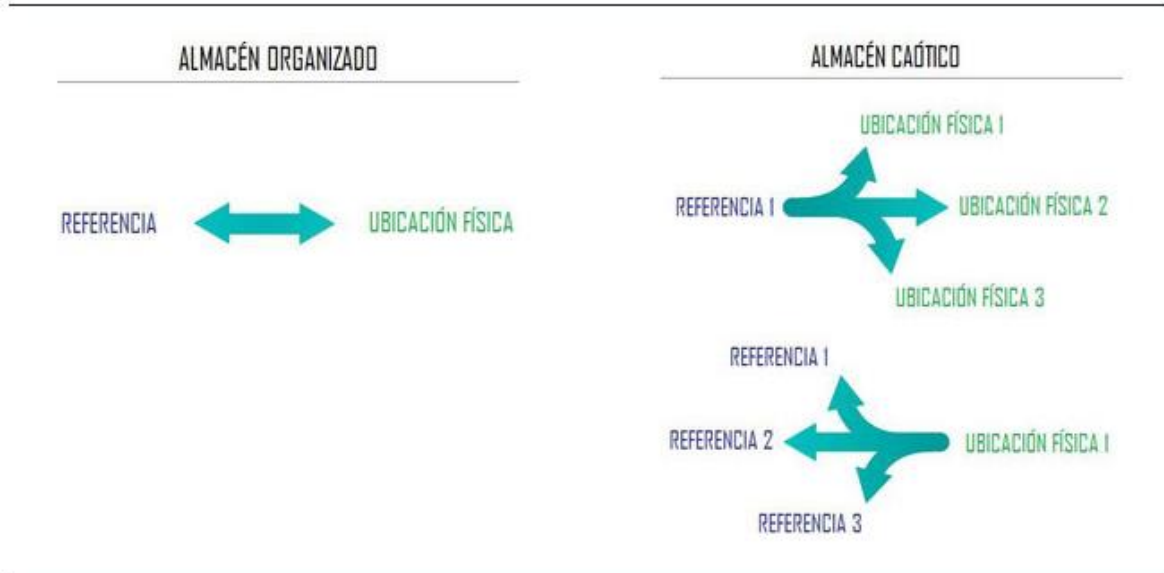 ALMACÉN ORGANIZADO
REFERENCIA
UBICACIÓN FÍSICA
ALMACÉN CAÓTICO
UBICACIÓN FÍSICA 1
REFERENCIA 1
UBICACIÓN FÍSICA 2
UBICACIÓN FÍSICA 3
REFERENCIA 1
REFERENCIA 2
UBICACIÓN FÍSICA 1
REFERENCIA 3